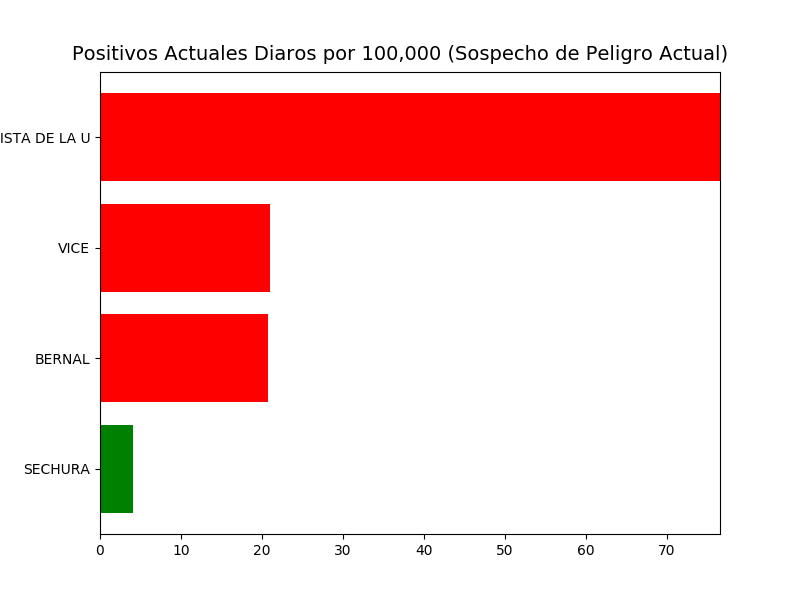 Positivos Actuales Diaros por 100,000 (Sospecho de Peligro Actual)
ISTA DE LA U
VICE
BERNAL
SECHURA
0 10 20 30 40 50 60 70